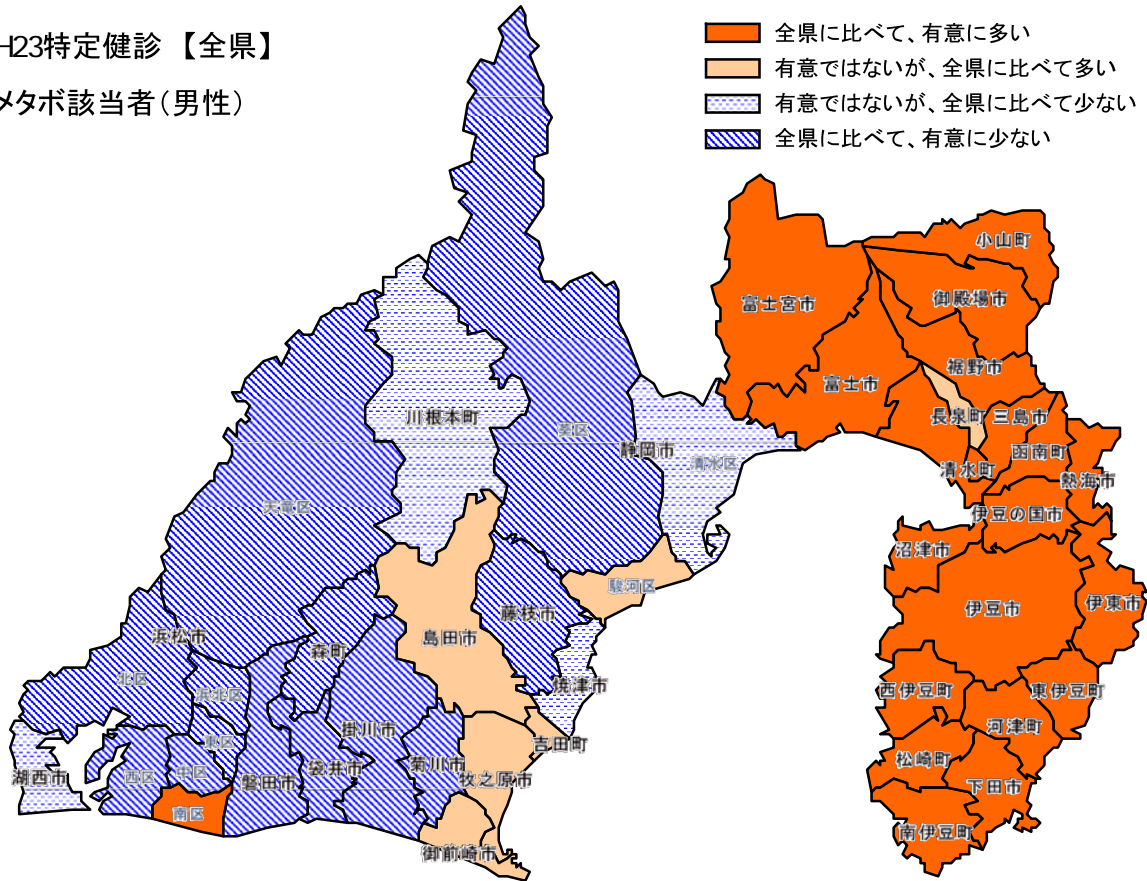 H23特定健診 【全県】
メタボ該当者(男性)
全県に比べて、有意に多い
有意ではないが、全県に比べて多い
有意ではないが、全県に比べて少ない
全県に比べて、有意に少ない
小山町
御殿場市
富士宮市
裾野市
富士市
長泉町
三島市
函南町
清水町
熱海市
伊豆の国市
沼津市
伊豆市
伊東市
西伊豆町
東伊豆町
河津町
松崎町
下田市
南伊豆町
川根本町
葵区
静岡市
清水区
天竜区
駿河区
藤枝市
島田市
浜松市
森町
北区
浜北区
焼津市
掛川市
東区
吉田町
湖西市
西区
中区
磐田市
袋井市
菊川市
牧之原市
南区
御前崎市